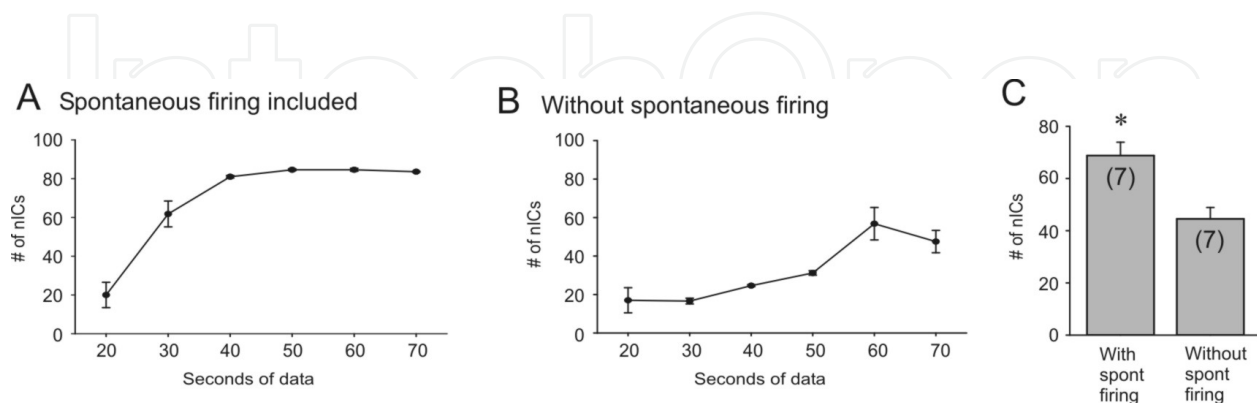 IntechOpen
A Spontaneous firing included
# of nICs
100
80
60
40
20
0
20 30 40 50 60 70
Seconds of data
B Without spontaneous firing
# of nICs
100
80
60
40
20
0
20 30 40 50 60 70
Seconds of data
C
# of nICs
80
60
40
20
0
*
(7)
(7)
With
spont
firing
Without
spont
firing